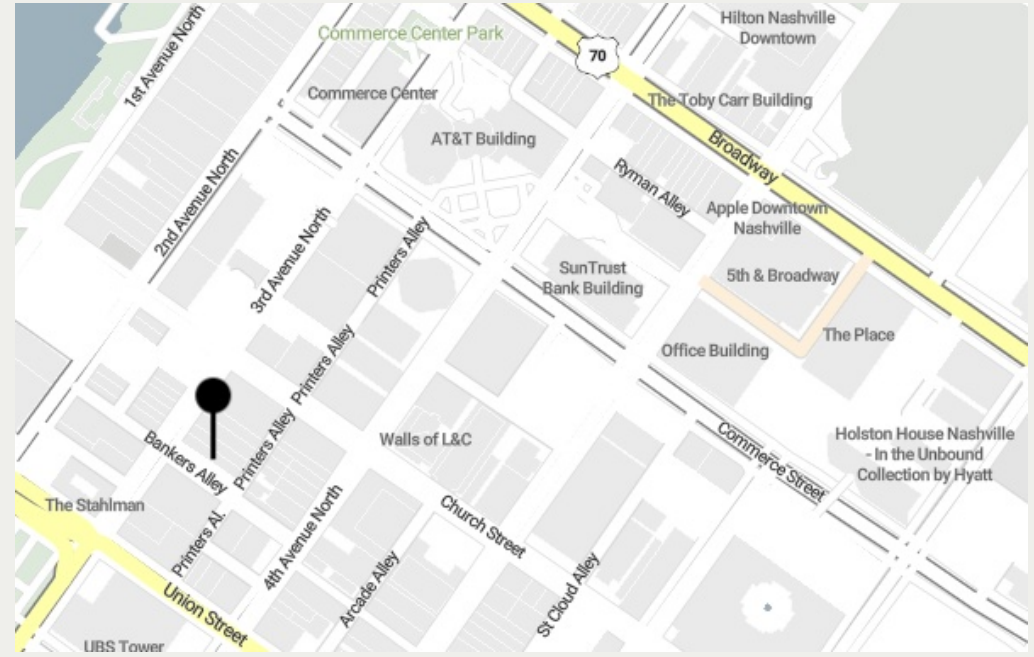 1st Avenue North
Commerce Center Park
Hilton Nashville
Downtown
70
Commerce Center
The Toby Carr Building
AT&T Building
Broadway
2nd Avenue North
Ryman Alley
Apple Downtown
Nashville
3rd Avenue North
Printers Alley
SunTrust
Bank Building
5th & Broadway
Printers Alley
Office Building
The Place
Bankers Alley
Printers Alley
Walls of L&C
Commerce Street
Holston House Nashville
- In the Unbound
Collection by Hyatt
The Stahlman
Printers Al.
4th Avenue North
Church Street
Arcade Alley
St Cloud Alley
Union Street
UBS Tower